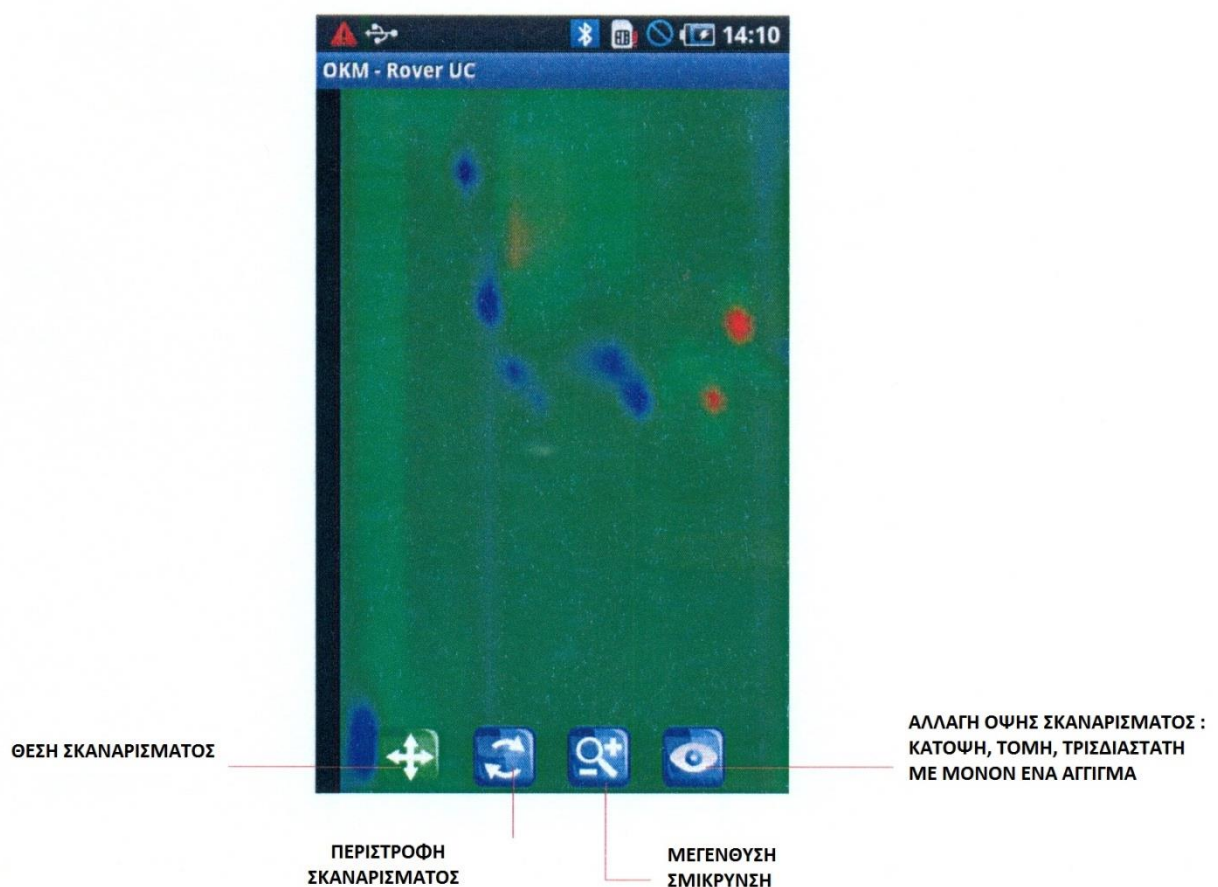 14:10
OKM - Rover UC
ΘΕΣΗ ΣΚΑΝΑΡΙΣΜΑΤΟΣ
ΑΛΛΑΓΗ ΟΨΗΣ ΣΚΑΝΑΡΙΣΜΑΤΟΣ :
ΚΑΤΟΨΗ, ΤΟΜΗ, ΤΡΙΣΔΙΑΣΤΑΤΗ
ΜΕ ΜΟΝΟΝ ΕΝΑ ΑΓΓΙΓΜΑ
ΠΕΡΙΣΤΡΟΦΗ
ΣΚΑΝΑΡΙΣΜΑΤΟΣ
ΜΕΓΕΝΘΥΣΗ
ΣΜΙΚΡΥΝΣΗ